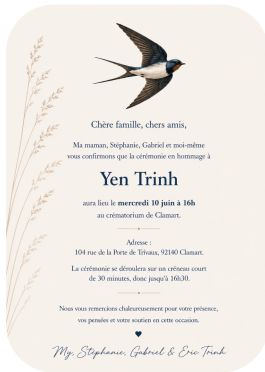 Chère famille, chers amis,
Ma maman, Stéphanie, Gabriel et moi-même
vous confirmons que la cérémonie en hommage à
Yen Trinh
aura lieu le mercredi 10 juin à 16h
au crématorium de Clamart.
Adresse :
104 rue de la Porte de Trivaux, 92140 Clamart.
La cérémonie se déroulera sur un créneau court
de 30 minutes, donc jusqu'à 16h30.
Nous vous remercions chaleureusement pour votre présence,
vos pensées et votre soutien en cette occasion.
My, Stéphanie, Gabriel & Eric Trinh